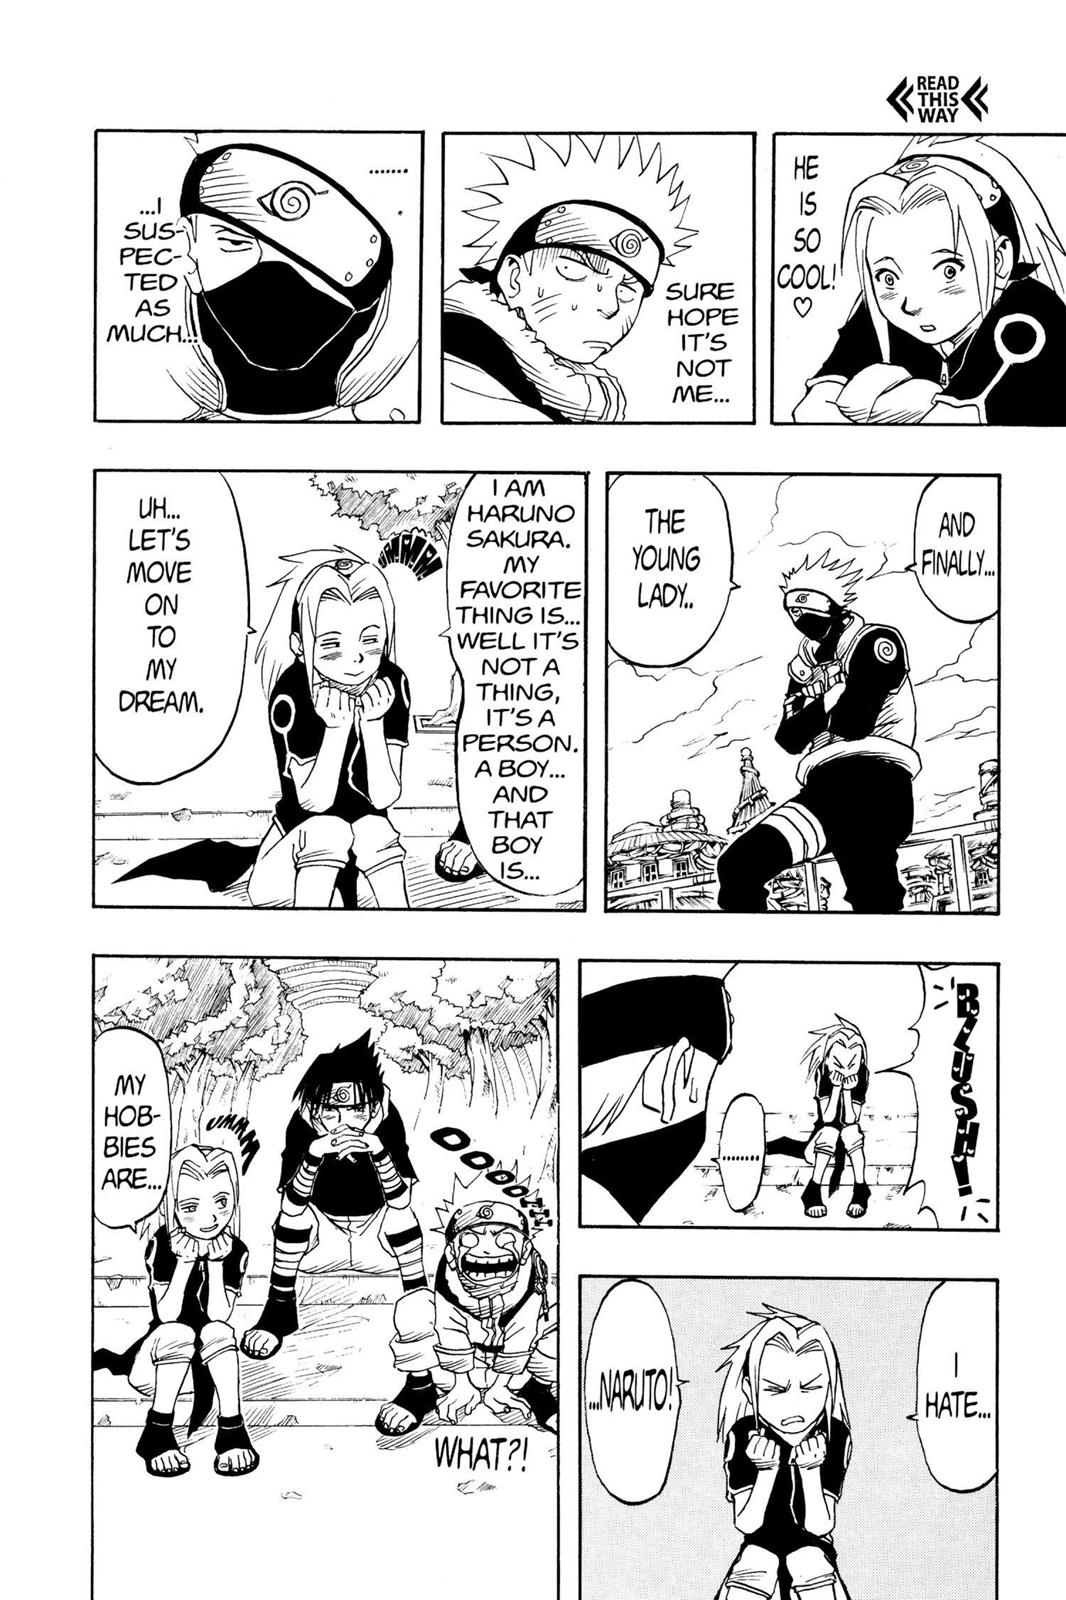 READ
THIS
WAY
HE
IS
SO
COOL! ♡
SURE
HOPE
IT'S
NOT
ME...
.......
...I
SUS-
PEC-
TED
AS
MUCH...
AND
FINALLY...
THE
YOUNG
LADY..
I AM
HARUNO
SAKURA.
MY
FAVORITE
THING IS...
WELL IT'S
NOT A
THING,
IT'S A
PERSON.
A BOY...
AND
THAT
BOY
IS...
UH...
LET'S
MOVE
ON
TO
MY
DREAM.
BLUSH!
........
I
HATE...
...NARUTO!
MY
HOB-
BIES
ARE...
UMMM
WHAT?!